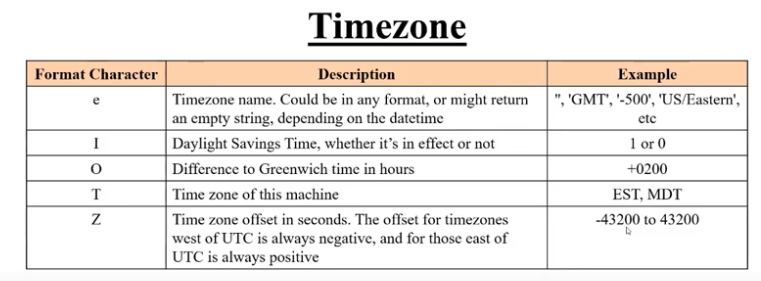 Timezone
Format Character Description Example
e Timezone name. Could be in any format, or might return '', 'GMT', '-500', 'US/Eastern',
an empty string, depending on the datetime etc
I Daylight Savings Time, whether it's in effect or not 1 or 0
O Difference to Greenwich time in hours +0200
T Time zone of this machine EST, MDT
Z Time zone offset in seconds. The offset for timezones -43200 to 43200
west of UTC is always negative, and for those east of
UTC is always positive